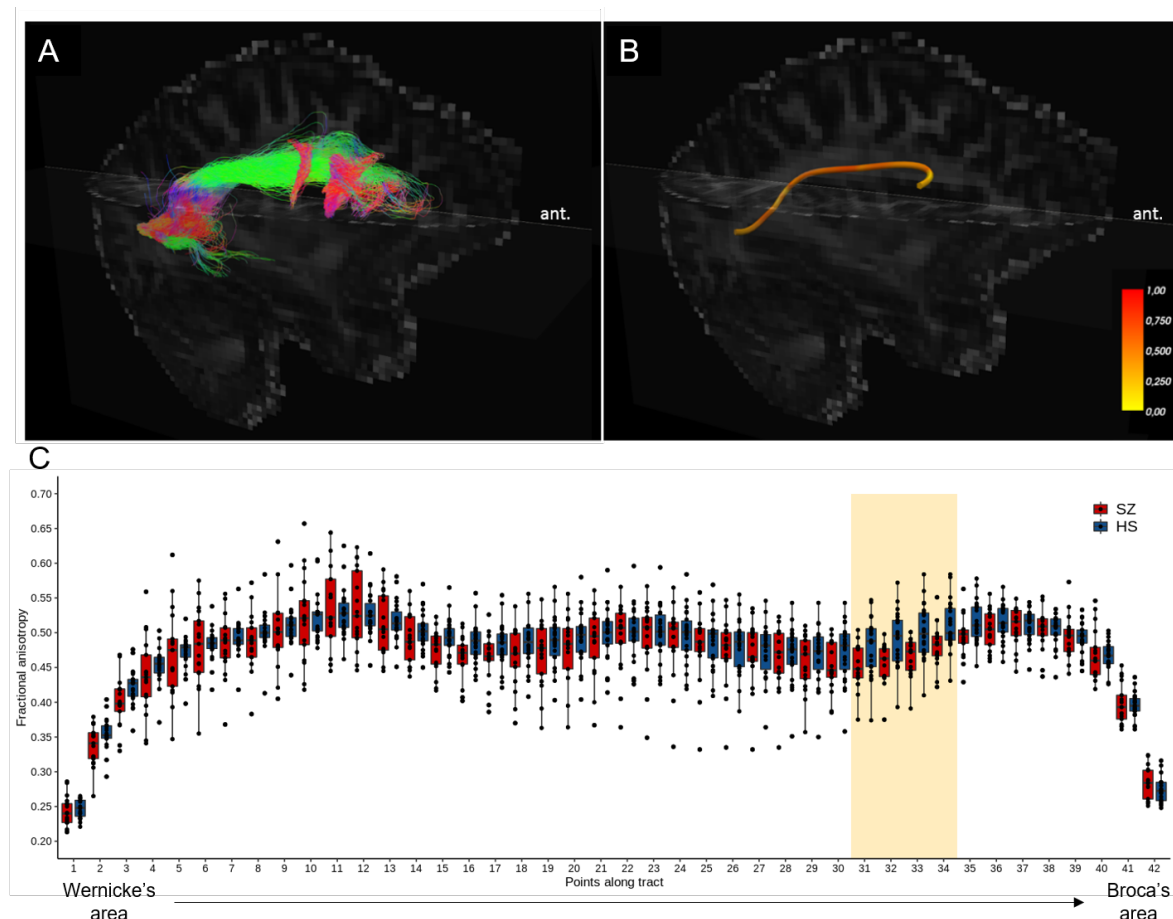 A
B
ant.
ant.
1,00
0,750
0,500
0,250
0,00
C
SZ
HS
Fractional anisotropy
0.70
0.65
0.60
0.55
0.50
0.45
0.40
0.35
0.30
0.25
0.20
1 2 3 4 5 6 7 8 9 10 11 12 13 14 15 16 17 18 19 20 21 22 23 24 25 26 27 28 29 30 31 32 33 34 35 36 37 38 39 40 41 42
Points along tract
Wernicke's
area
Broca's
area